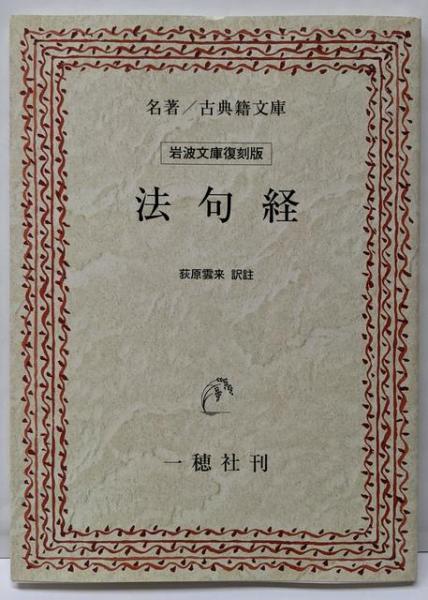 名著/古典籍文庫
岩波文庫復刻版
法句経
荻原雲来 訳註
一穂社刊